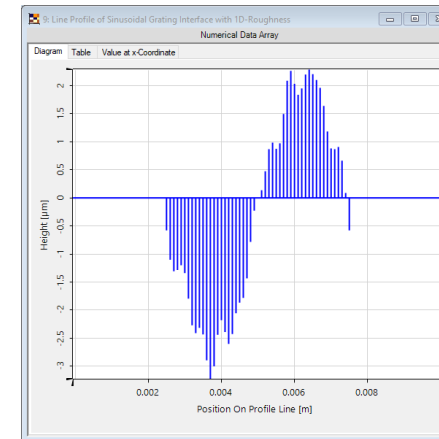 9: Line Profile of Sinusoidal Grating Interface with 1D-Roughness
Numerical Data Array
Diagram Table Value at x-Coordinate
Height [µm]
2
1.5
1
0.5
0
-0.5
-1
-1.5
-2
-2.5
-3
0.002 0.004 0.006 0.008
Position On Profile Line [m]